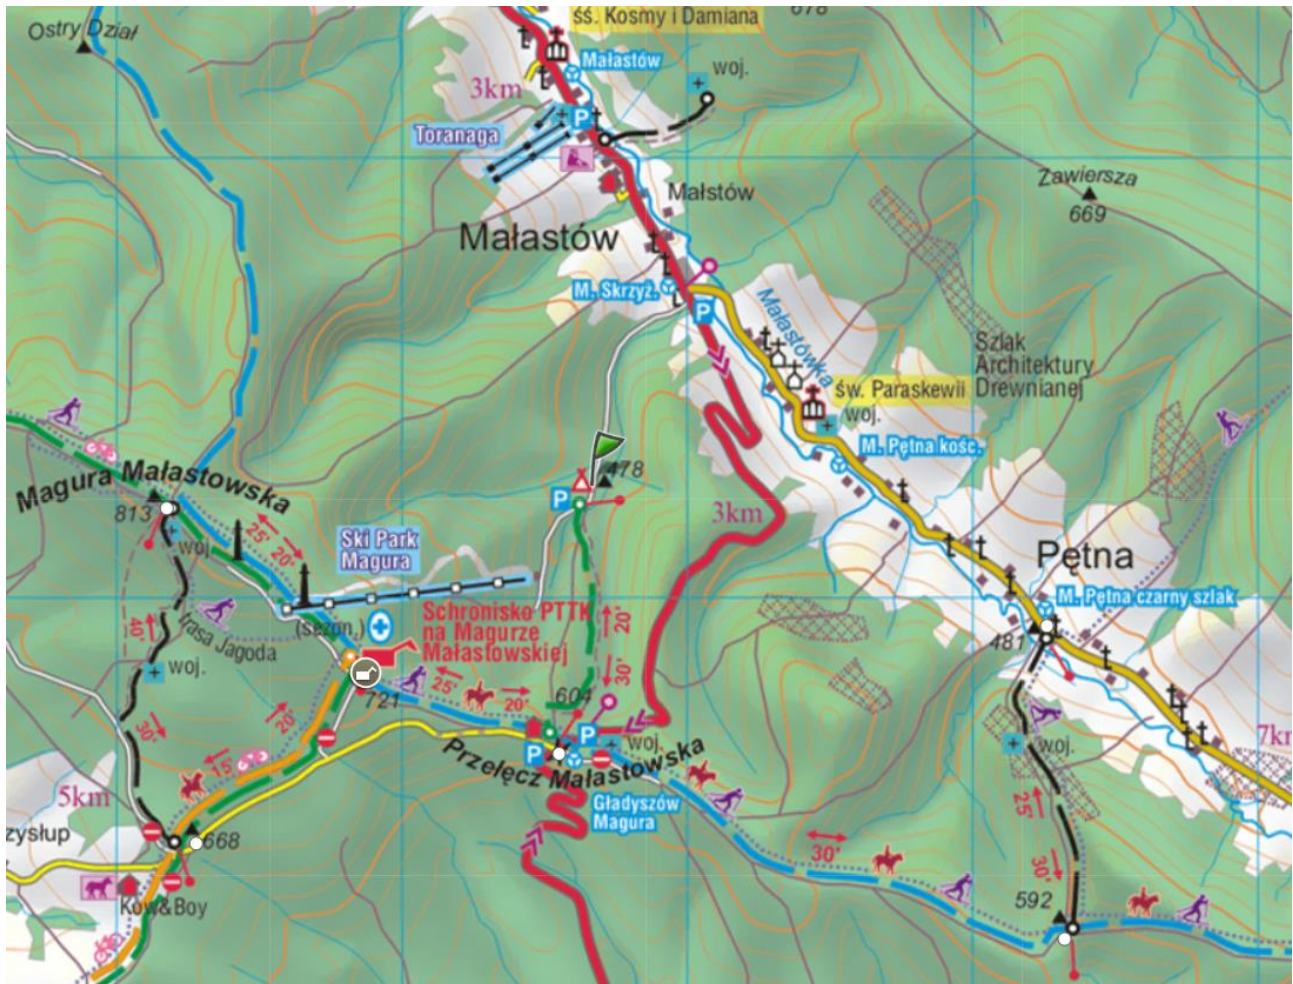 śś. Kosmy i Damiana
Ostry Dział
Małastów
woj.
3km
P
Toranaga
Zawiersza
669
Małstów
Małastów
M. Skrzyż.
P
Małastówka
Szlak
Architektury
Drewnianej
św. Paraskewii
woj.
M. Pętna kośc.
478
P
Magura Małastowska
813
woj.
25'
20'
Ski Park
Magura
3km
Pętna
M. Pętna czarny szlak
481
(sezon.)
Schronisko PTTK
na Magurze
Małastowskiej
trasa Jagoda
40'
woj.
30'
20'
30'
721
25'
20'
604
20'
15'
P
P
woj.
Przełęcz Małastowska
Gładyszów
Magura
woj.
7km
25'
30'
30'
5km
zysłup
668
592
Kow&Boy